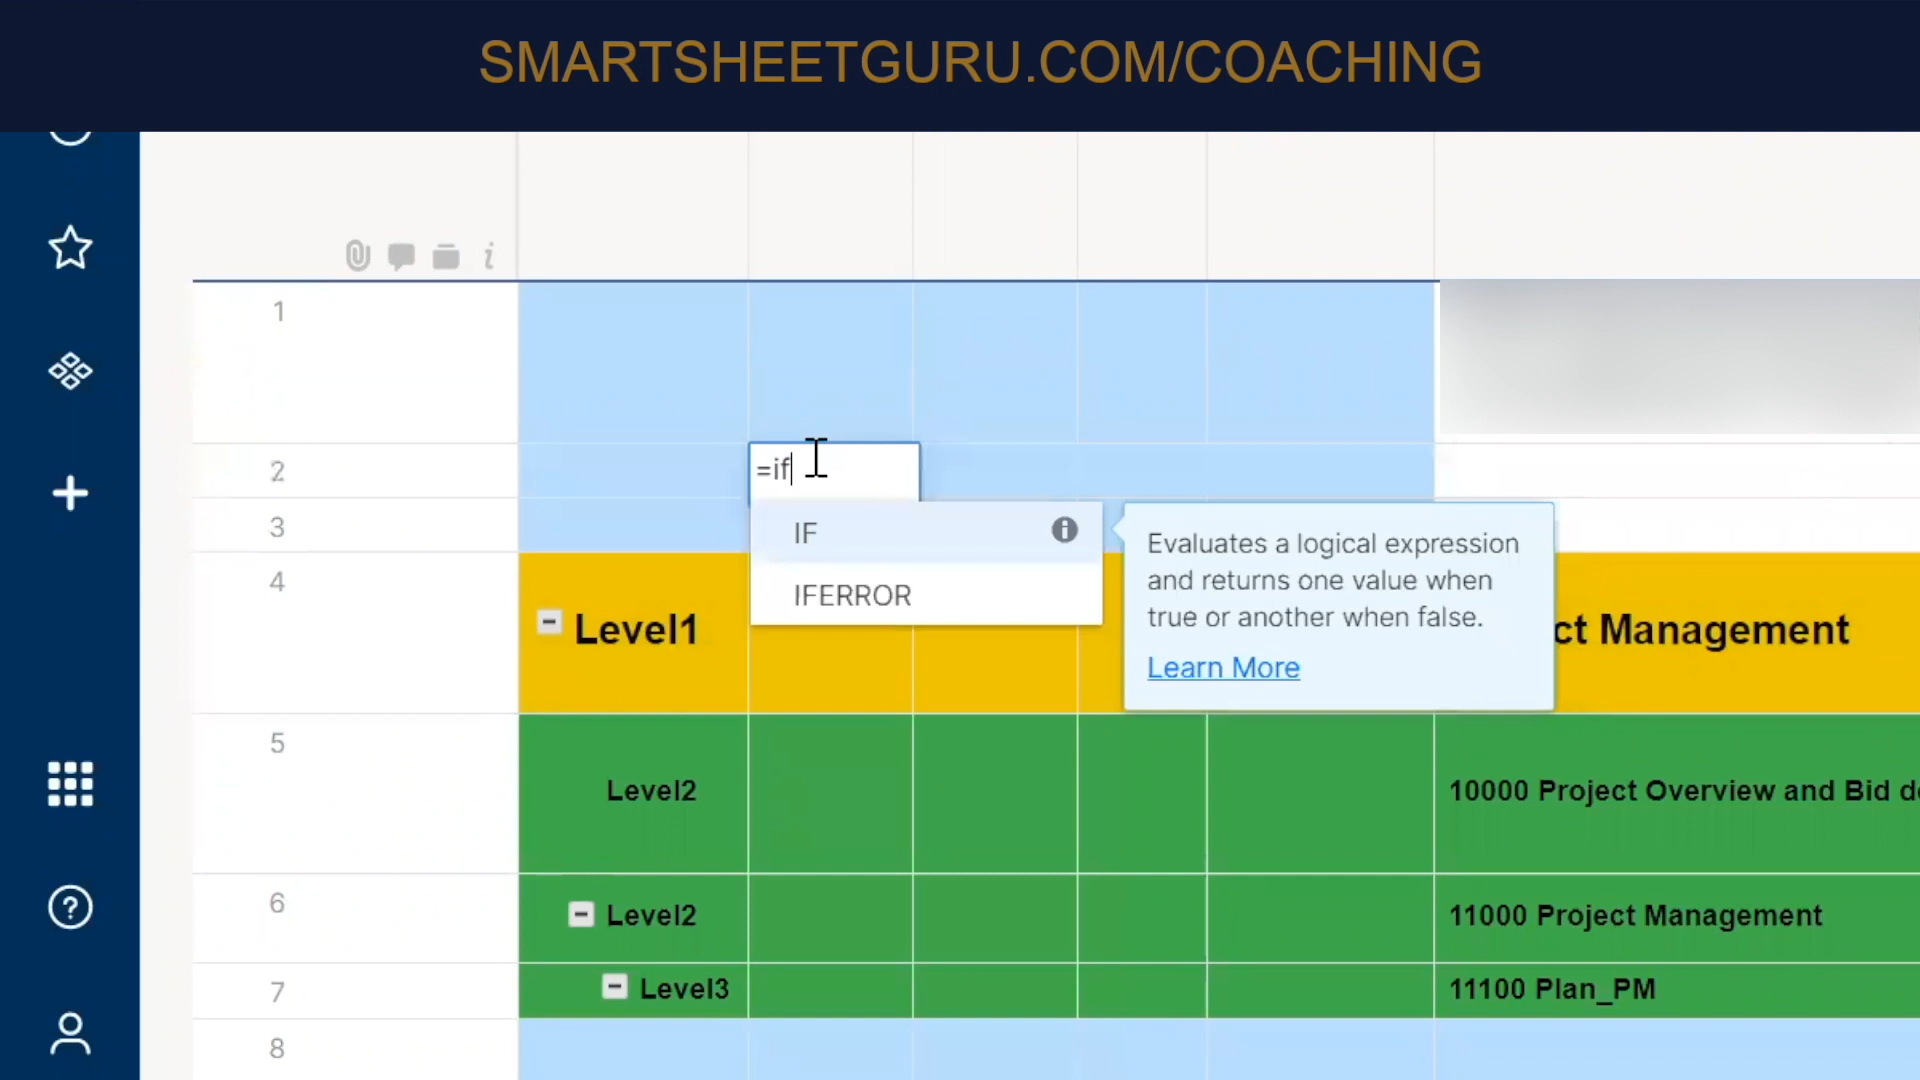 SMARTSHEETGURU.COM/COACHING
1
2
=if
3
IF
Evaluates a logical expression
and returns one value when
true or another when false.
Learn More
IFERROR
4
Level1
ct Management
5
Level2
10000 Project Overview and Bid d
6
Level2
11000 Project Management
7
Level3
11100 Plan_PM
8